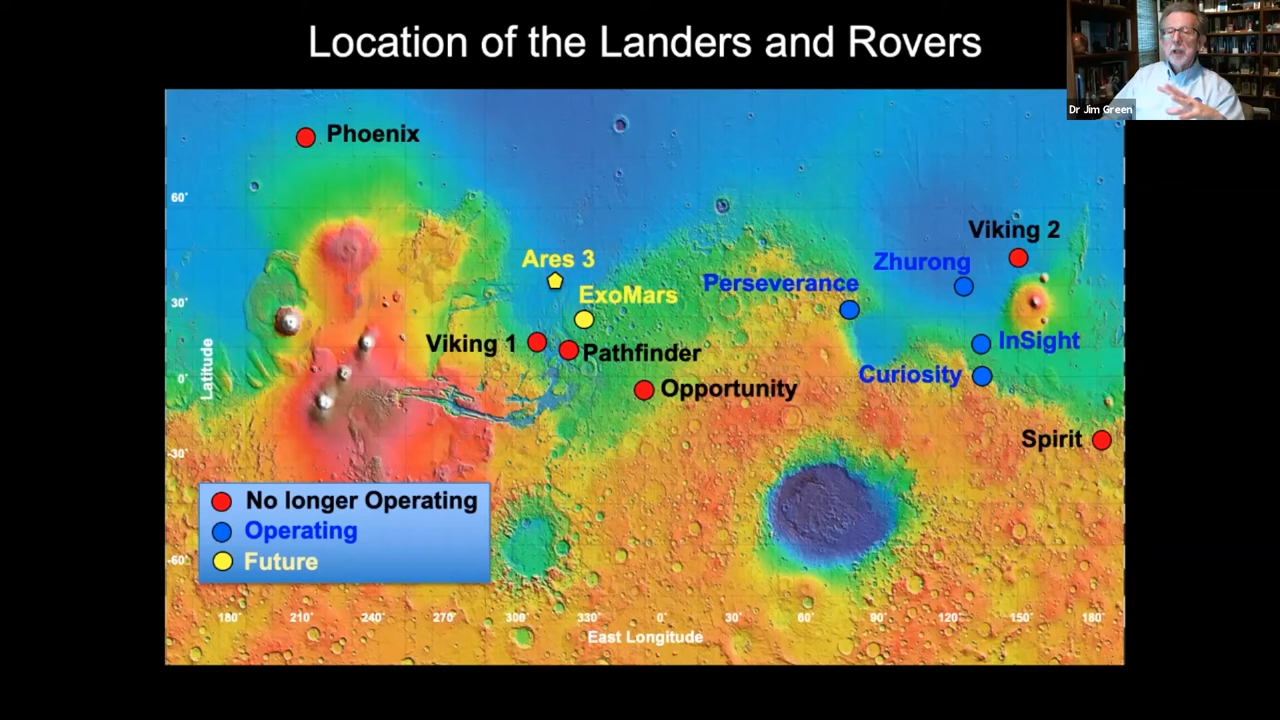 Location of the Landers and Rovers
Dr Jim Green
Phoenix
60°
Viking 2
Ares 3
Zhurong
Perseverance
ExoMars
30°
Viking 1
Pathfinder
InSight
Latitude
0°
Curiosity
Opportunity
Spirit
-30°
No longer Operating
Operating
Future
-60°
180° 210° 240° 270° 300° 330° 0° 30° 60° 90° 120° 150° 180°
East Longitude